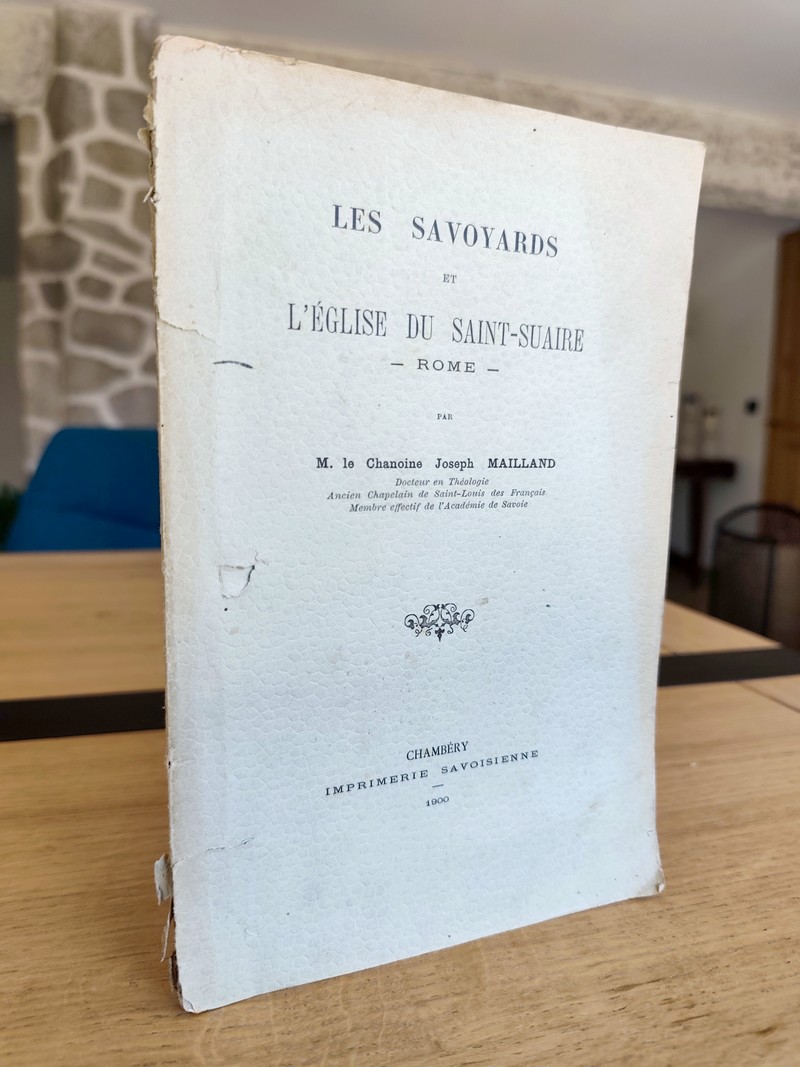 LES SAVOYARDS
ET
L'ÉGLISE DU SAINT-SUAIRE
— ROME —
PAR
M. le Chanoine Joseph MAILLAND
Docteur en Théologie
Ancien Chapelain de Saint-Louis des Français
Membre effectif de l'Académie de Savoie
CHAMBÉRY
IMPRIMERIE SAVOISIENNE
—
1900